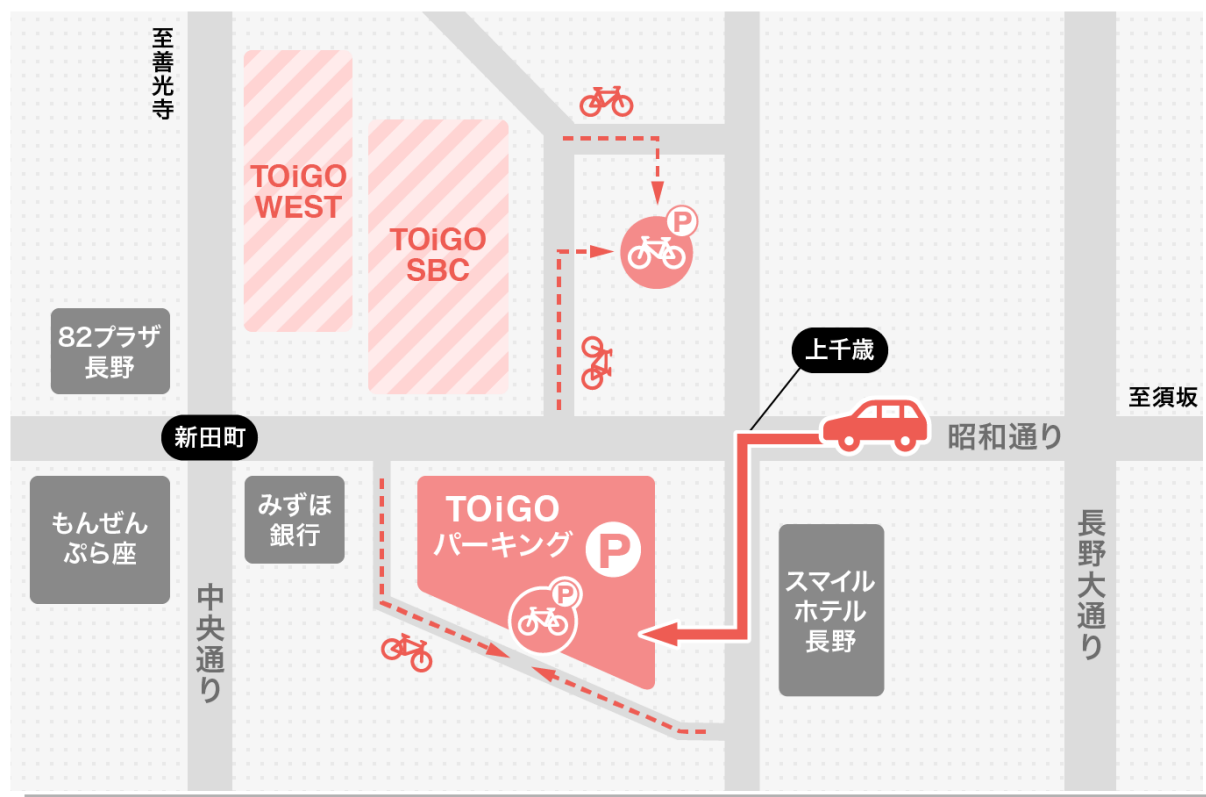 至善光寺
TOiGO
WEST
TOiGO
SBC
P
82プラザ
長野
上千歳
至須坂
新田町
昭和通り
もんぜん
ぷら座
みずほ
銀行
TOiGO
パーキング
P
P
スマイル
ホテル
長野
中央通り
長野大通り